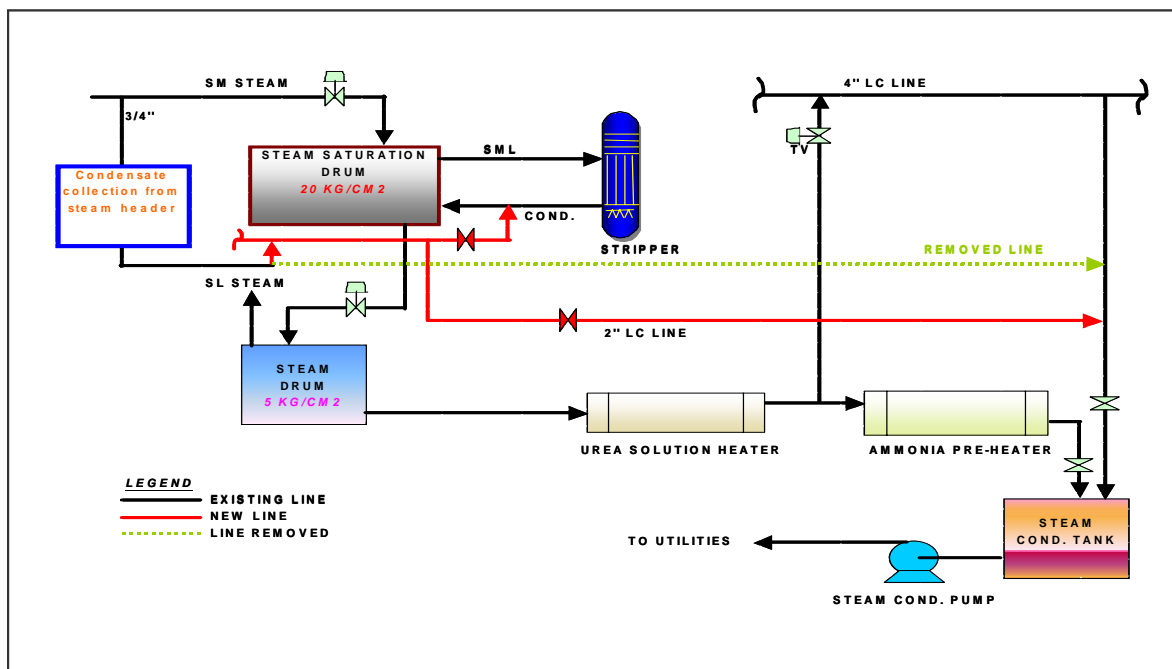 SM STEAM
3/4"
4" LC LINE
TV
STEAM SATURATION
DRUM
20 KG/CM2
SML
Condensate
collection from
steam header
COND.
STRIPPER
REMOVED LINE
SL STEAM
2" LC LINE
STEAM
DRUM
5 KG/CM2
UREA SOLUTION HEATER
AMMONIA PRE-HEATER
LEGEND
EXISTING LINE
NEW LINE
LINE REMOVED
STEAM
COND. TANK
TO UTILITIES
STEAM COND. PUMP